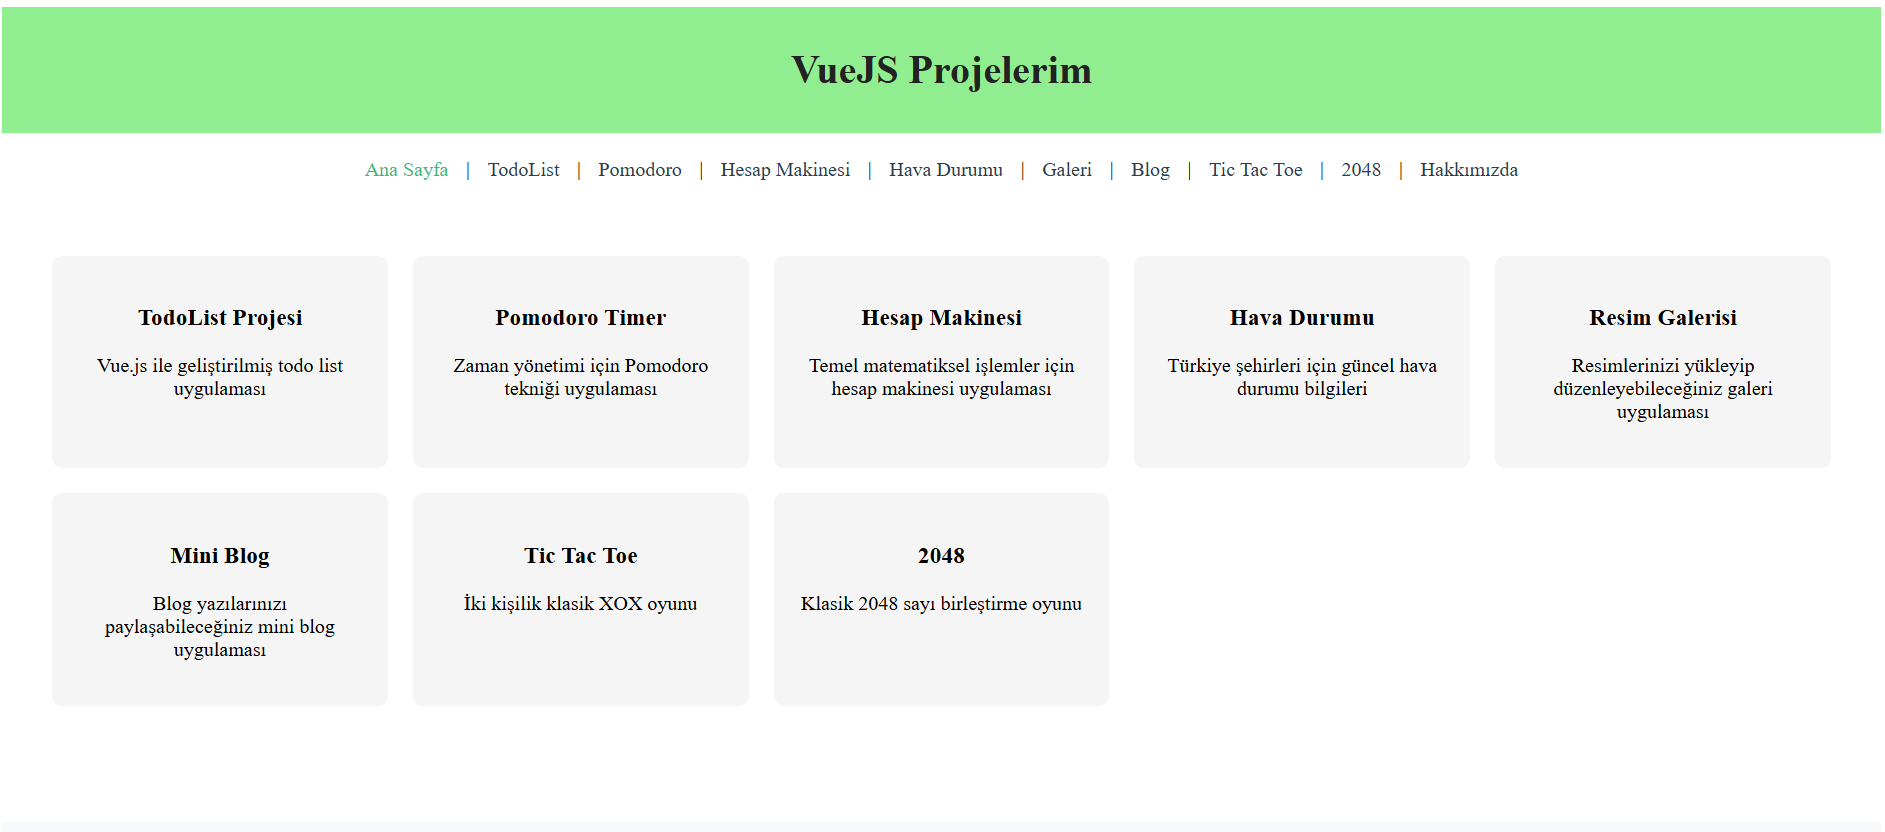 VueJS Projelerim
Ana Sayfa | TodoList | Pomodoro | Hesap Makinesi | Hava Durumu | Galeri | Blog | Tic Tac Toe | 2048 | Hakkımızda
TodoList Projesi
Vue.js ile geliştirilmiş todo list
uygulaması
Pomodoro Timer
Zaman yönetimi için Pomodoro
tekniği uygulaması
Hesap Makinesi
Temel matematiksel işlemler için
hesap makinesi uygulaması
Hava Durumu
Türkiye şehirleri için güncel hava
durumu bilgileri
Resim Galerisi
Resimlerinizi yükleyip
düzenleyebileceğiniz galeri
uygulaması
Mini Blog
Blog yazılarınızı
paylaşabileceğiniz mini blog
uygulaması
Tic Tac Toe
İki kişilik klasik XOX oyunu
2048
Klasik 2048 sayı birleştirme oyunu